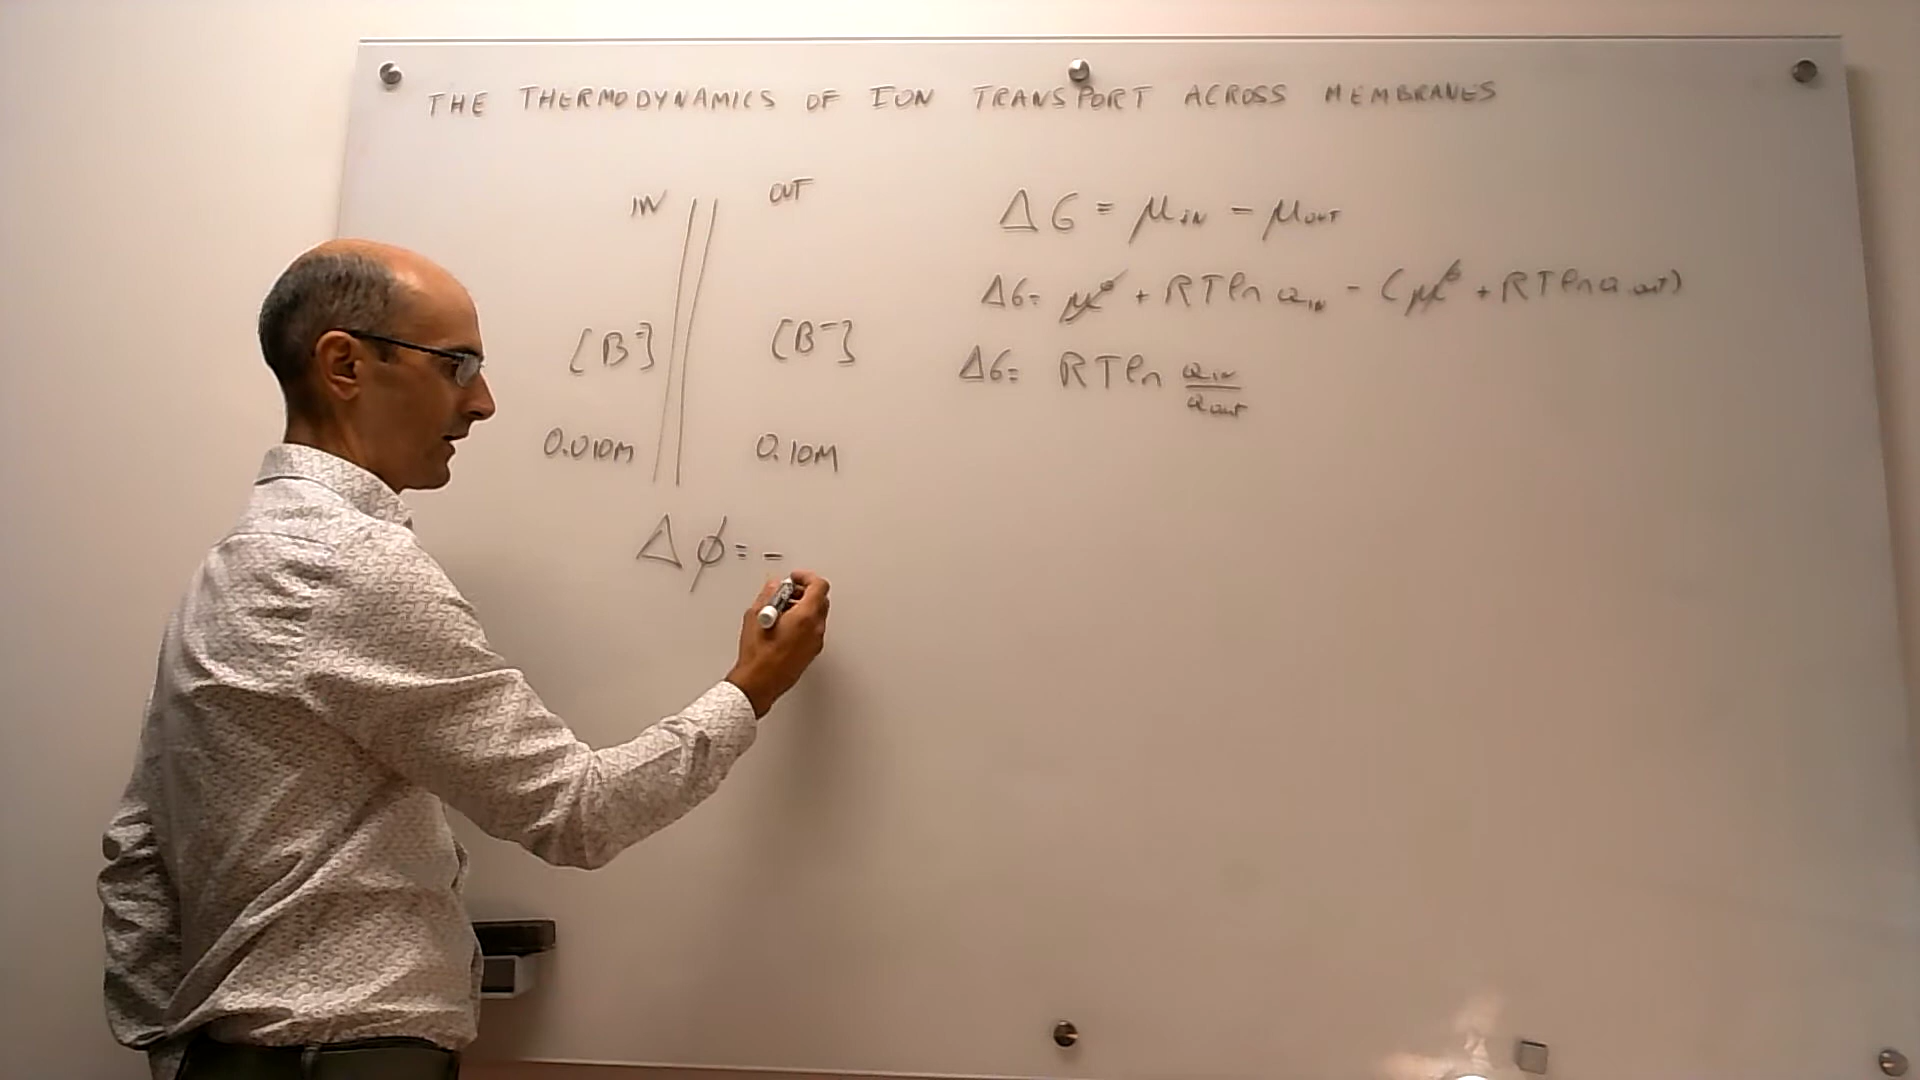 THE THERMODYNAMICS OF ION TRANSPORT ACROSS MEMBRANES
IN OUT
[B⁻] [B⁻]
0.010M 0.10M
Δϕ = -
ΔG = μIN - μOUT
ΔG = μ° + RTln aIN - (μ° + RTln aOUT)
ΔG = RTln aIN/aOUT